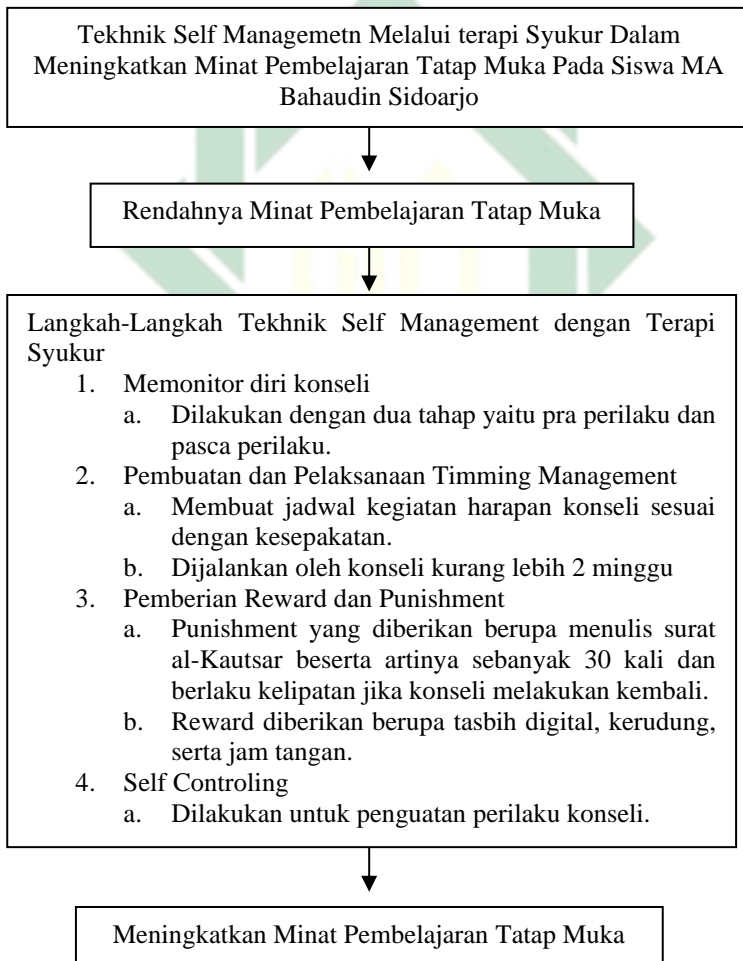 Tekhnik Self Managemetn Melalui terapi Syukur Dalam
Meningkatkan Minat Pembelajaran Tatap Muka Pada Siswa MA
Bahaudin Sidoarjo
Rendahnya Minat Pembelajaran Tatap Muka
Langkah-Langkah Tekhnik Self Management dengan Terapi
Syukur
1. Memonitor diri konseli
a. Dilakukan dengan dua tahap yaitu pra perilaku dan
pasca perilaku.
2. Pembuatan dan Pelaksanaan Timming Management
a. Membuat jadwal kegiatan harapan konseli sesuai
dengan kesepakatan.
b. Dijalankan oleh konseli kurang lebih 2 minggu
3. Pemberian Reward dan Punishment
a. Punishment yang diberikan berupa menulis surat
al-Kautsar beserta artinya sebanyak 30 kali dan
berlaku kelipatan jika konseli melakukan kembali.
b. Reward diberikan berupa tasbih digital, kerudung,
serta jam tangan.
4. Self Controling
a. Dilakukan untuk penguatan perilaku konseli.
Meningkatkan Minat Pembelajaran Tatap Muka